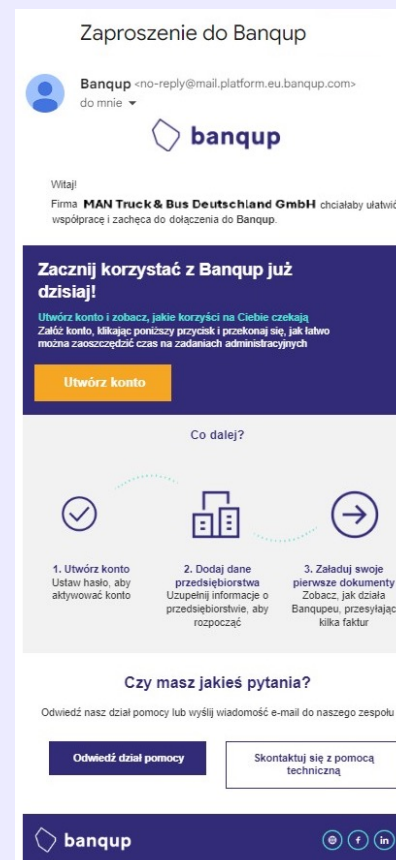 Zaproszenie do Banqup
Banqup <no-reply@mail.platform.eu.banqup.com>
do mnie
banqup
Witaj!
Firma MAN Truck & Bus Deutschland GmbH chciałaby ułatwić
współpracę i zachęca do dołączenia do Banqup.
Zacznij korzystać z Banqup już
dzisiaj!
Utwórz konto i zobacz, jakie korzyści na Ciebie czekają
Załóż konto, klikając poniższy przycisk i przekonaj się, jak łatwo
można zaoszczędzić czas na zadaniach administracyjnych
Utwórz konto
Co dalej?
1. Utwórz konto
Ustaw hasło, aby
aktywować konto
2. Dodaj dane
przedsiębiorstwa
Uzupełnij informacje o
przedsiębiorstwie, aby
rozpocząć
3. Załaduj swoje
pierwsze dokumenty
Zobacz, jak działa
Banqupeu, przesyłając
kilka faktur
Czy masz jakieś pytania?
Odwiedź nasz dział pomocy lub wyślij wiadomość e-mail do naszego zespołu
Odwiedź dział pomocy
Skontaktuj się z pomocą
techniczną
banqup